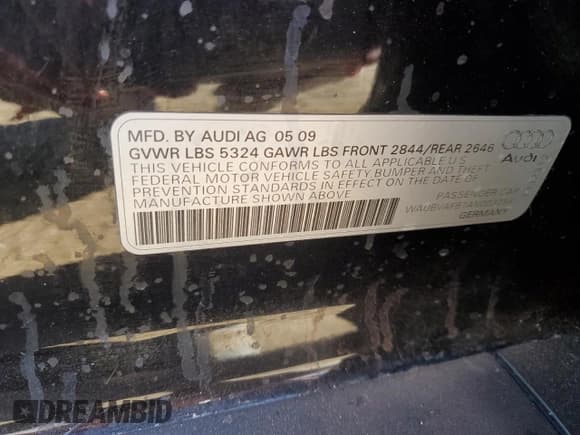 MFD. BY AUDI AG 05 09
GVWR LBS 5324 GAWR LBS FRONT 2844/REAR 2646
THIS VEHICLE CONFORMS TO ALL APPLICABLE U.S.
FEDERAL MOTOR VEHICLE SAFETY, BUMPER AND THEFT
PREVENTION STANDARDS IN EFFECT ON THE DATE OF
MANUFACTURE SHOWN ABOVE
Audi
PASSENGER CAR
GERMANY
DREAMBID